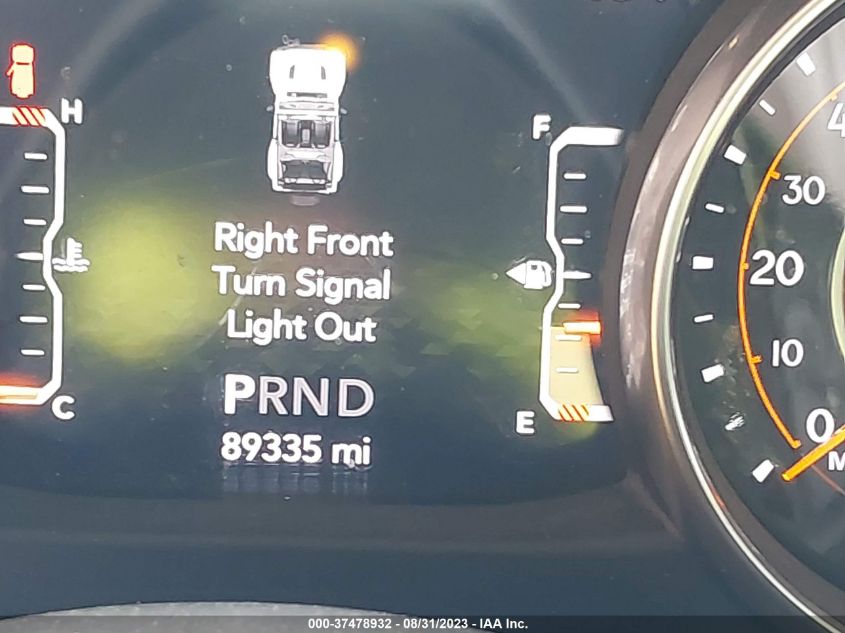 H
F
Right Front
Turn Signal
Light Out
PRND
89335 mi
C
E
30
20
10
0
000-37478932 - 08/31/2023 - IAA Inc.